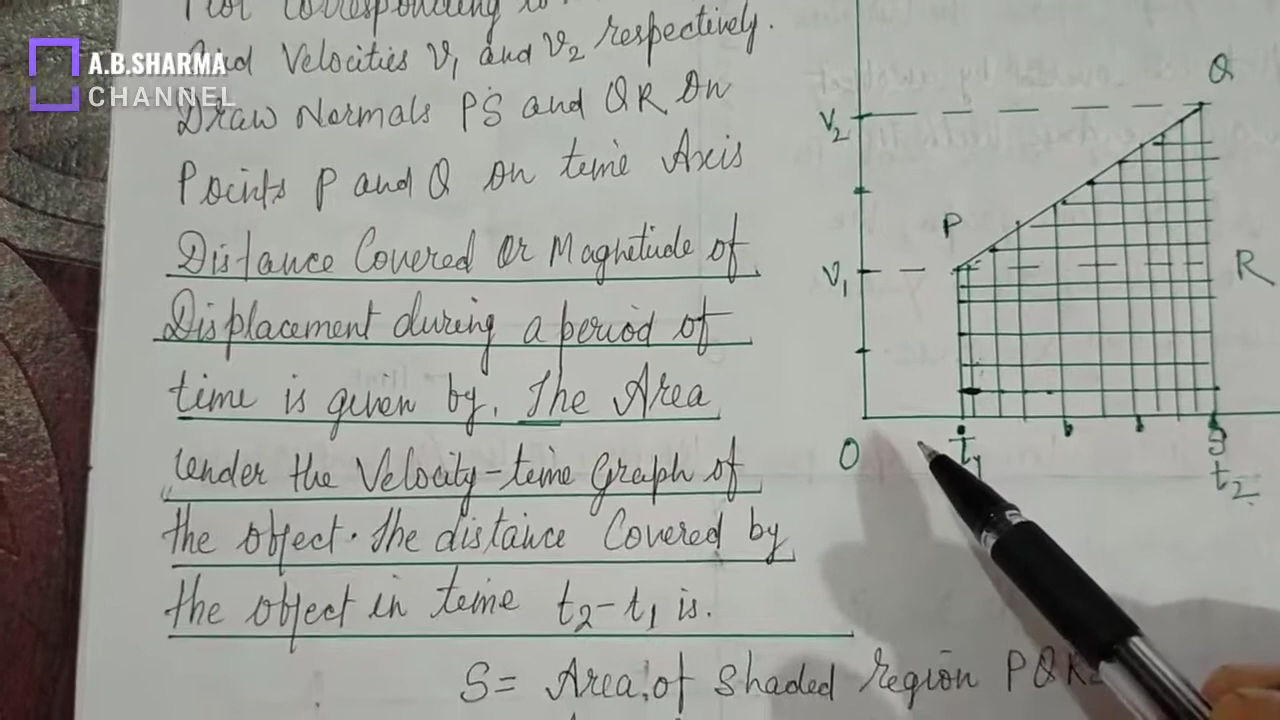 A.B.SHARMA
CHANNEL
and Velocities V1 and V2 respectively.
Draw Normals PS and QR On
Points P and Q On time Axis
Distance Covered Or Magnetude of
Displacement during a period of
time is given by. The Area
Under the Velocity-time Graph of
the object. The distance Covered by
the object in time t2-t1 is.
S= Area of Shaded region PQR
Q
V2
P
V1
R
O
t1
S
t2